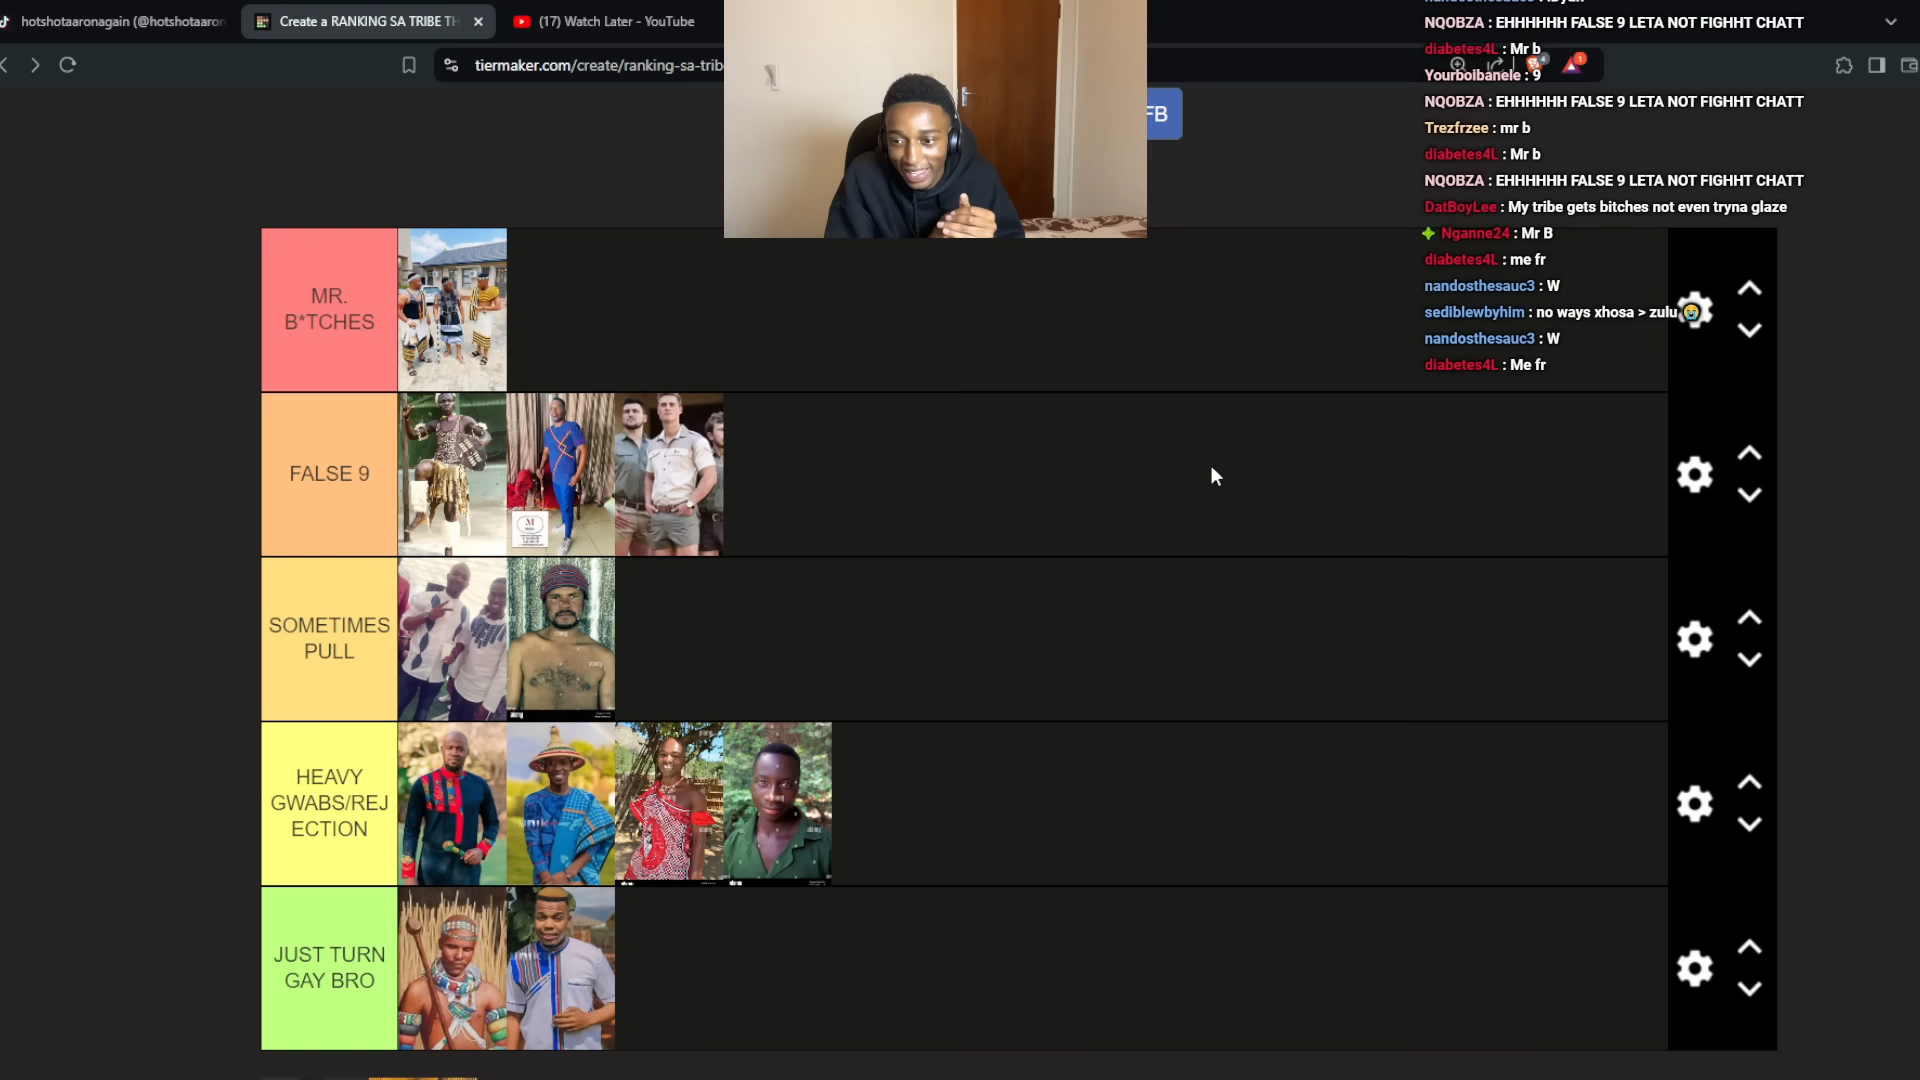 hotshotaaronagain (@hotshotaaron
Create a RANKING SA TRIBE TH
(17) Watch Later - YouTube
tiermaker.com/create/ranking-sa-trib
FB
NQOBZA : EHHHHHH FALSE 9 LETA NOT FIGHHT CHATT
diabetes4L : Mr b
Yourboibanele : 9
NQOBZA : EHHHHHH FALSE 9 LETA NOT FIGHHT CHATT
Trezfrzee : mr b
diabetes4L : Mr b
NQOBZA : EHHHHHH FALSE 9 LETA NOT FIGHHT CHATT
DatBoyLee : My tribe gets bitches not even tryna glaze
Nganne24 : Mr B
diabetes4L : me fr
nandosthesauc3 : W
sediblewbyhim : no ways xhosa > zulu😭
nandosthesauc3 : W
diabetes4L : Me fr
MR.
B*TCHES
FALSE 9
SOMETIMES
PULL
HEAVY
GWABS/REJ
ECTION
JUST TURN
GAY BRO